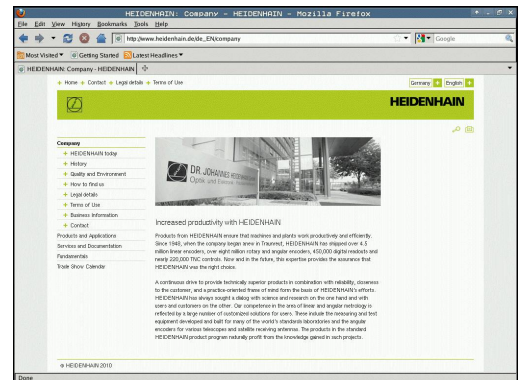 HEIDENHAIN: Company - HEIDENHAIN - Mozilla Firefox
File Edit View History Bookmarks Tools Help
http://www.heidenhain.de/de_EN/company
Google
Most Visited Getting Started Latest Headlines
HEIDENHAIN: Company - HEIDENHAIN
Home Contact Legal details Terms of Use
Germany English
HEIDENHAIN
Company
HEIDENHAIN today
History
Quality and Environment
How to find us
Legal details
Terms of Use
Business Information
Contact
Products and Applications
Services and Documentation
Fundamentals
Trade Show Calendar
DR. JOHANNES HEIDENHAIN
Optik und Elektronik
Increased productivity with HEIDENHAIN
Products from HEIDENHAIN ensure that machines and plants work productively and efficiently.
Since 1948, when the company began anew in Traunreut, HEIDENHAIN has shipped over 4.5
million linear encoders, over eight million rotary and angular encoders, 450,000 digital readouts and
nearly 220,000 TNC controls. Now and in the future, this expertise provides the assurance that
HEIDENHAIN was the right choice.
A continuous drive to provide technically superior products in combination with reliability, closeness
to the customer, and a practice-oriented frame of mind form the basis of HEIDENHAIN's efforts.
HEIDENHAIN has always sought a dialog with science and research on the one hand and with
users and customers on the other. Our competence in the area of linear and angular metrology is
reflected by a large number of customized solutions for users. These include the measuring and test
equipment developed and built for many of the world's standards laboratories and the angular
encoders for various telescopes and satellite receiving antennas. The products in the standard
HEIDENHAIN product program naturally profit from the knowledge gained in such projects.
© HEIDENHAIN 2010
Done